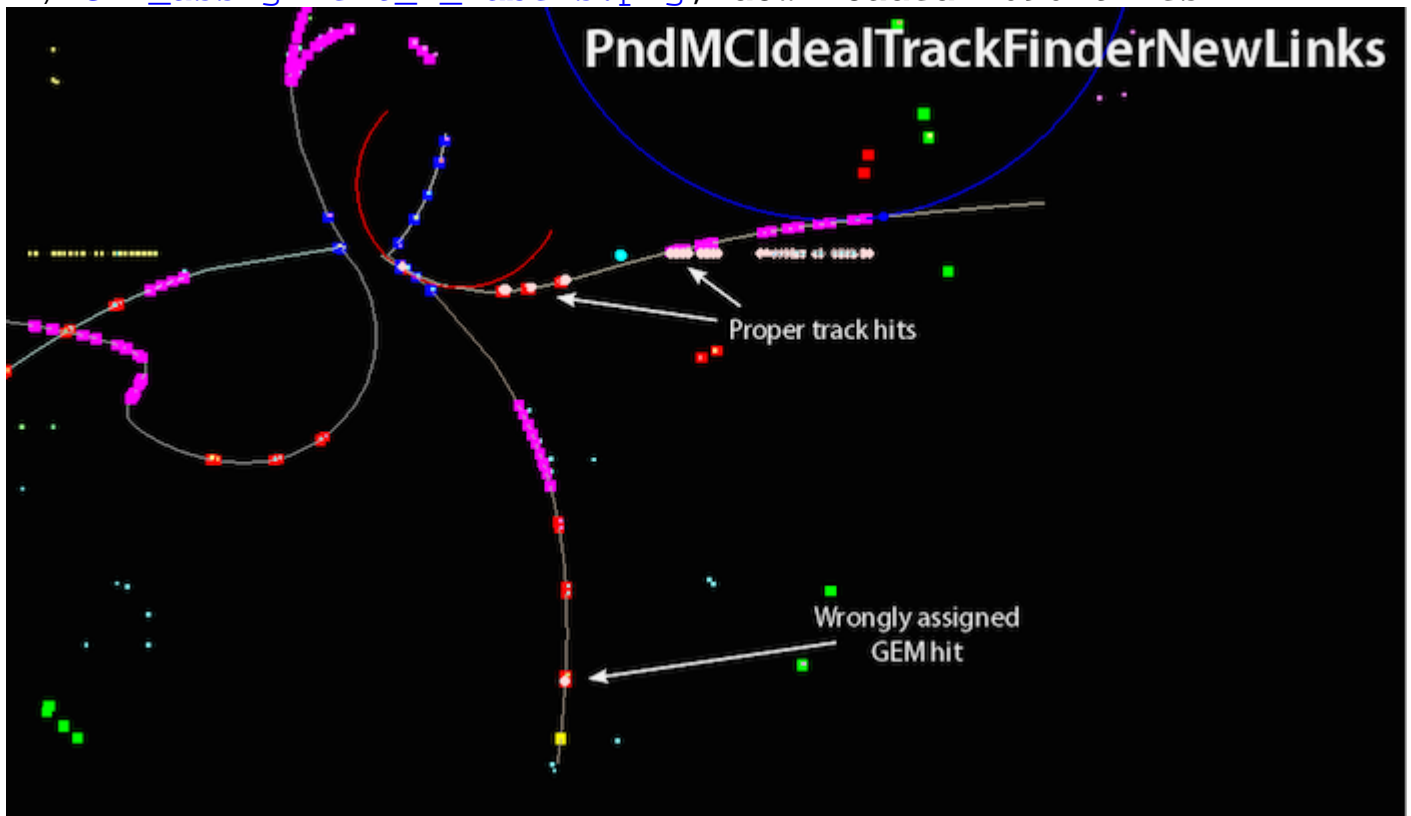 PndMCIdealTrackFinderNewLinks
Proper track hits
Wrongly assigned
GEM hit